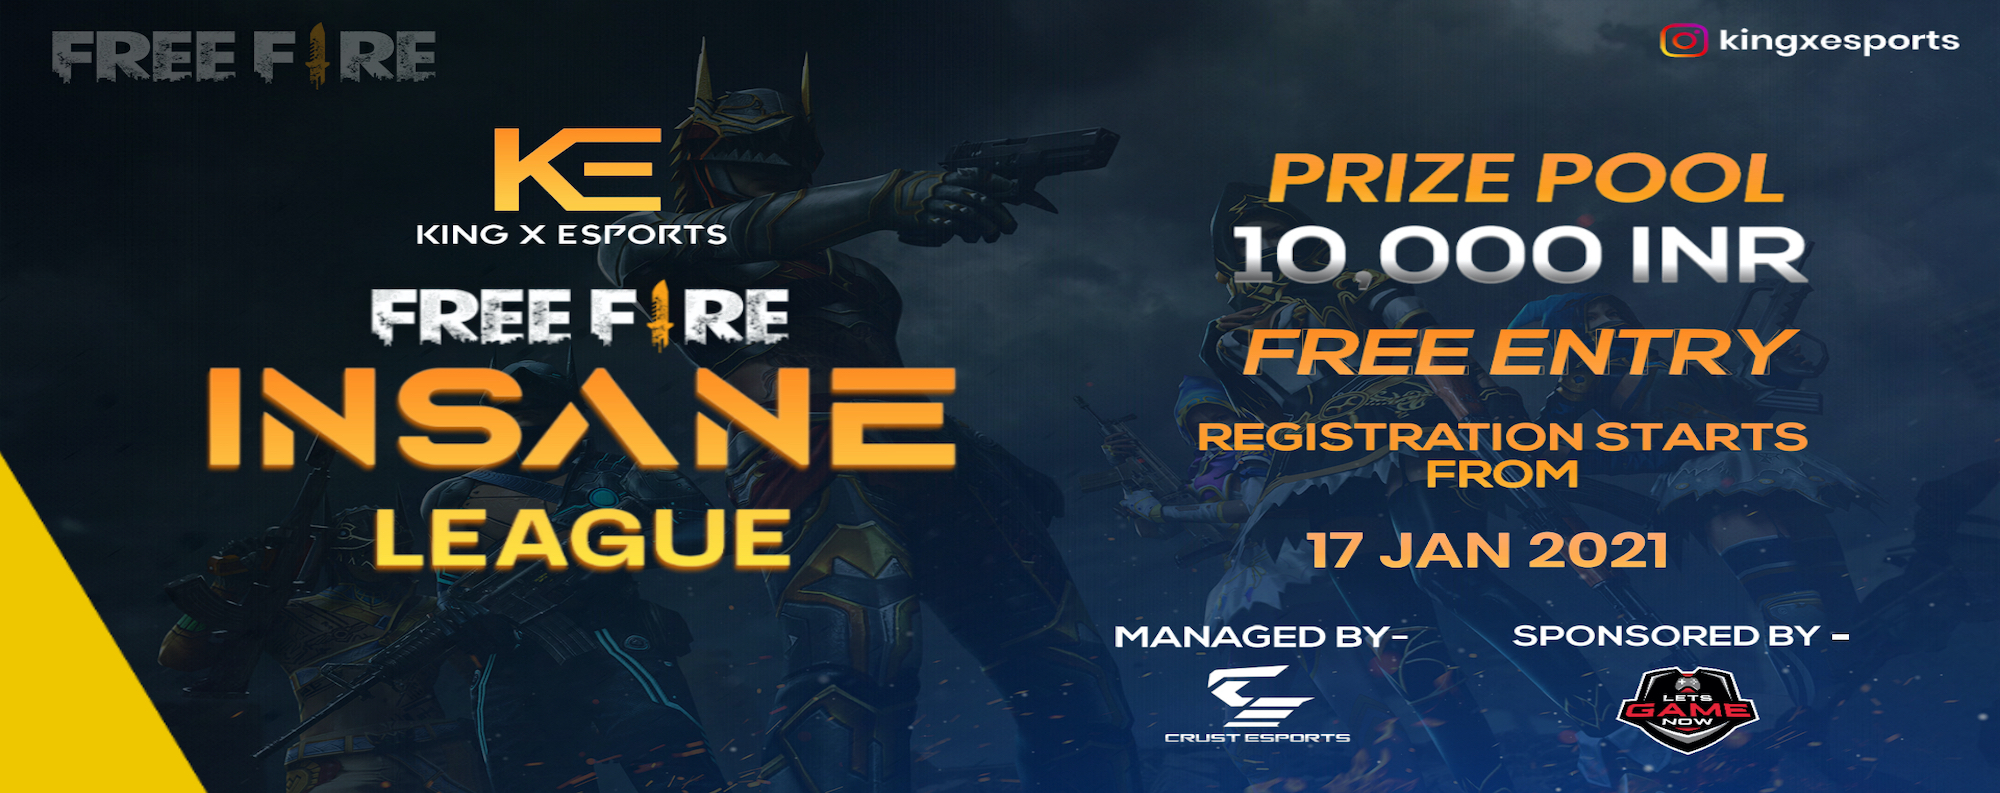 FREE FIRE
kingxesports
KE
KING X ESPORTS
FREE FIRE
INSANE
LEAGUE
PRIZE POOL
10,000 INR
FREE ENTRY
REGISTRATION STARTS
FROM
17 JAN 2021
MANAGED BY-
CRUST ESPORTS
SPONSORED BY -
LETS
GAME
NOW